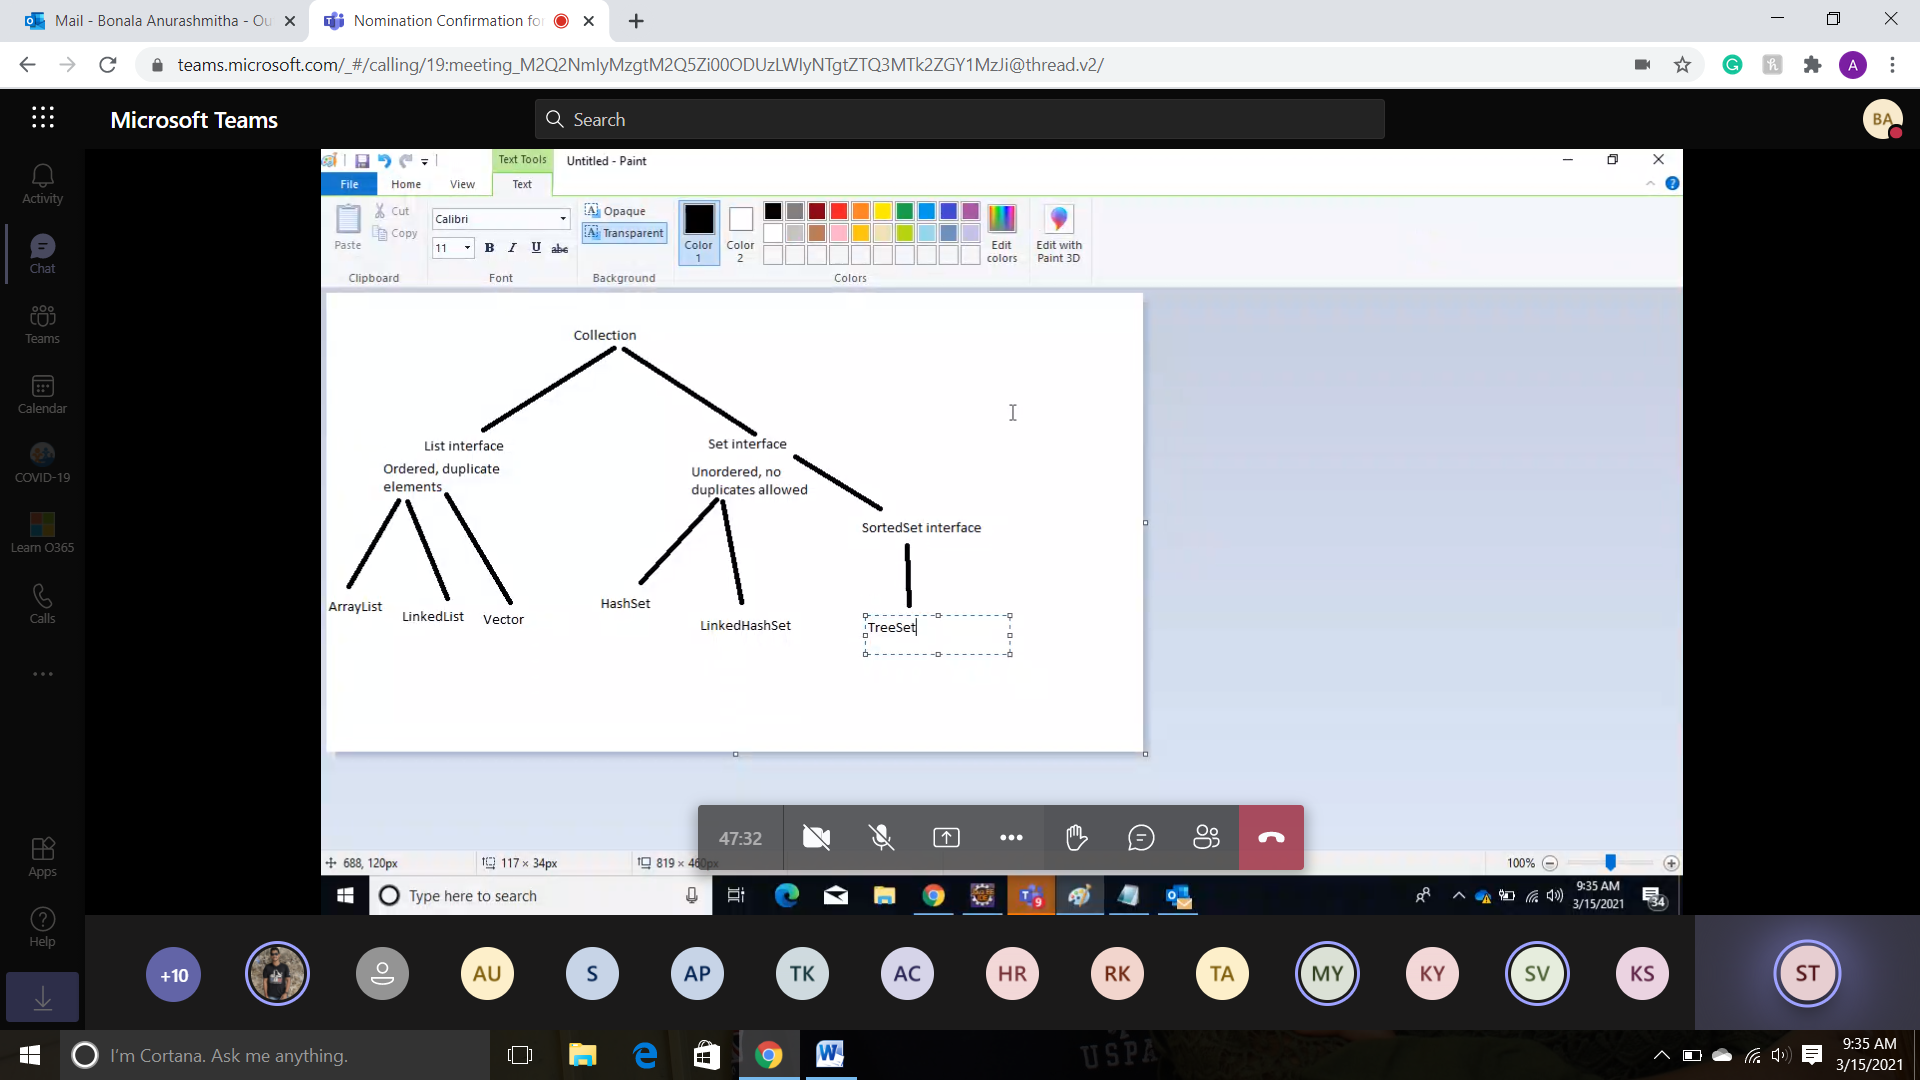 Mail - Bonala Anurashmitha - Ou
Nomination Confirmation fo
teams.microsoft.com/_#/calling/19:meeting_M2Q2NmIyMzgtM2Q5Zi00ODUzLWIyNTgtZTQ3MTk2ZGY1MzJi@thread.v2/
A
Microsoft Teams
Search
BA
Activity
Chat
Teams
Calendar
COVID-19
Learn O365
Calls
Apps
Help
Text Tools
Untitled - Paint
File
Home
View
Text
Paste
Cut
Copy
Clipboard
Calibri
11
B I U abc
Font
Opaque
Transparent
Background
Color
1
Color
2
Colors
Edit
colors
Edit with
Paint 3D
Collection
List interface
Ordered, duplicate
elements
Set interface
Unordered, no
duplicates allowed
SortedSet interface
ArrayList
LinkedList
Vector
HashSet
LinkedHashSet
TreeSet
47:32
688, 120px
117 × 34px
819 × 460px
100%
Type here to search
9
9:35 AM
3/15/2021
34
+10
AU
S
AP
TK
AC
HR
RK
TA
MY
KY
SV
KS
ST
I'm Cortana. Ask me anything.
USPA
9:35 AM
3/15/2021